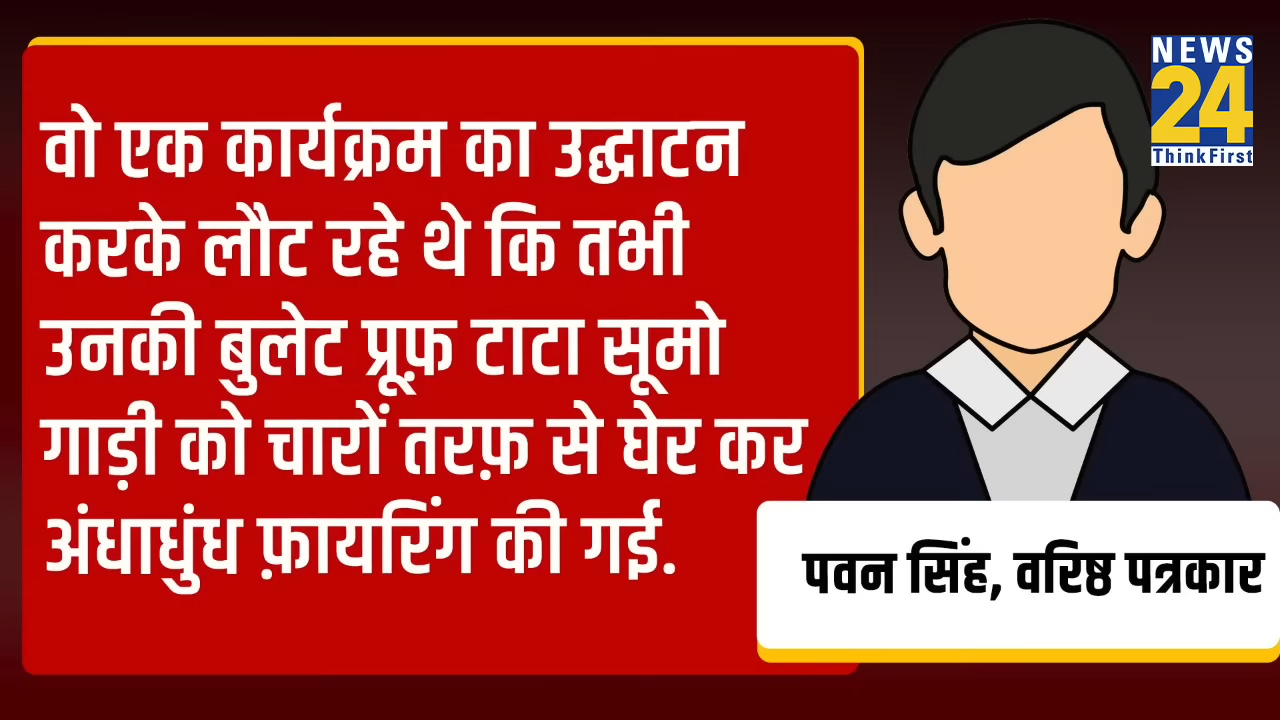 वो एक कार्यक्रम का उद्घाटन
करके लौट रहे थे कि तभी
उनकी बुलेट प्रूफ़ टाटा सूमो
गाड़ी को चारों तरफ़ से घेर कर
अंधाधुंध फ़ायरिंग की गई.
पवन सिंह, वरिष्ठ पत्रकार
NEWS
24
ThinkFirst